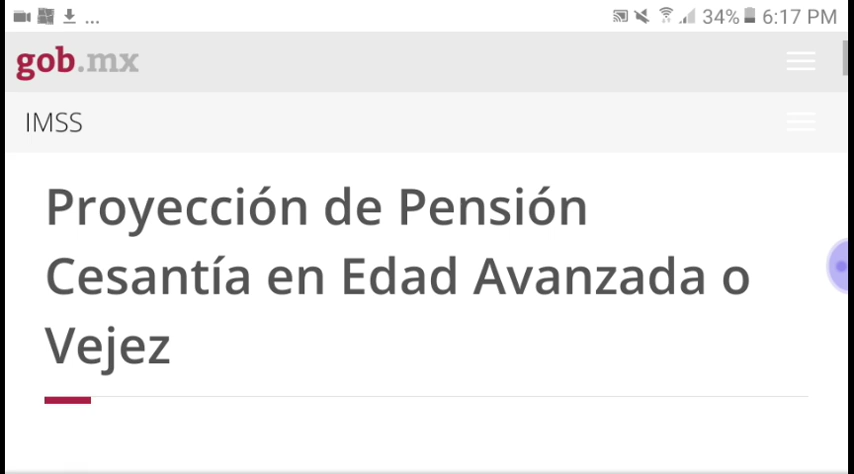 ... 34% 6:17 PM
gob.mx
IMSS
Proyección de Pensión
Cesantía en Edad Avanzada o
Vejez